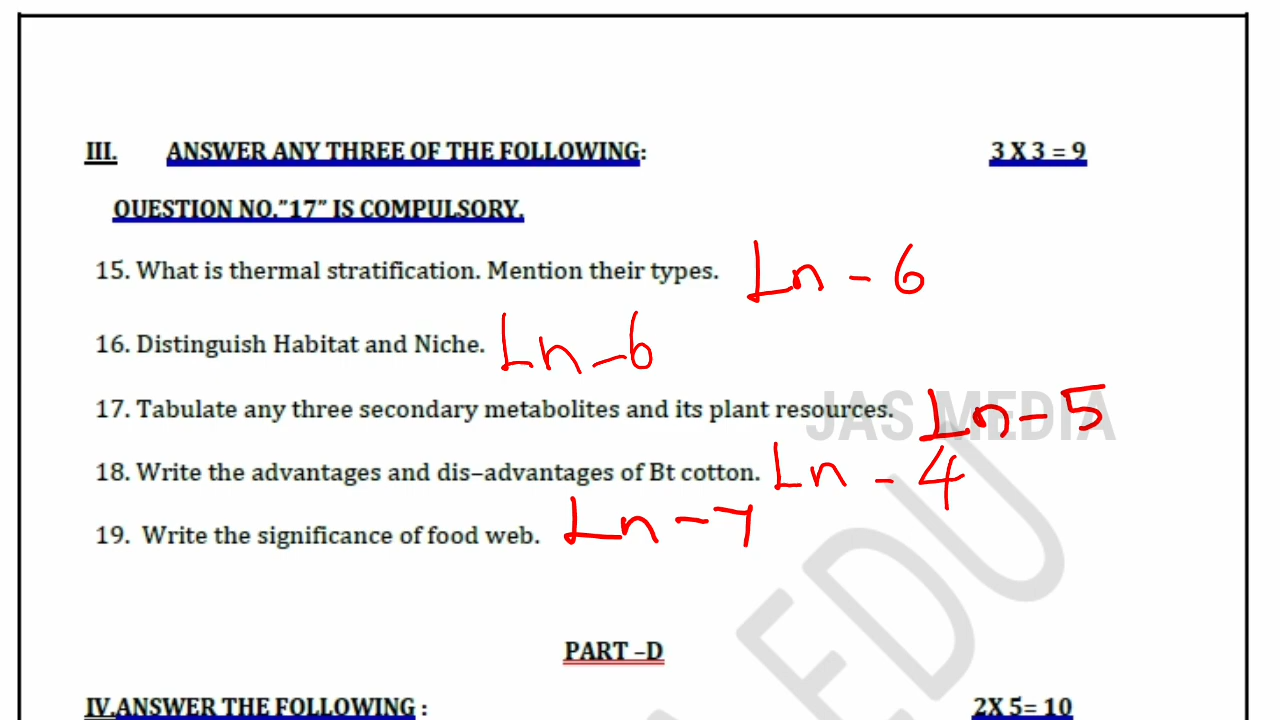 III. ANSWER ANY THREE OF THE FOLLOWING: 3 X 3 = 9
QUESTION NO."17" IS COMPULSORY.
15. What is thermal stratification. Mention their types. Ln - 6
16. Distinguish Habitat and Niche. Ln - 6
17. Tabulate any three secondary metabolites and its plant resources. Ln - 5
JAS MEDIA
18. Write the advantages and dis–advantages of Bt cotton. Ln - 4
19. Write the significance of food web. Ln - 7
EDU
PART –D
IV.ANSWER THE FOLLOWING : 2X 5= 10